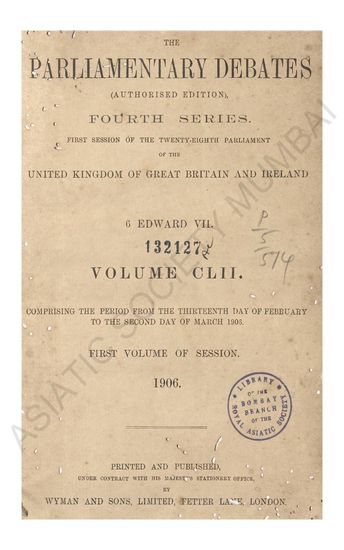 THE
PARLIAMENTARY DEBATES
(AUTHORISED EDITION),
FOURTH SERIES.
FIRST SESSION OF THE TWENTY-EIGHTH PARLIAMENT
OF THE
UNITED KINGDOM OF GREAT BRITAIN AND IRELAND
6 EDWARD VII.
132127
VOLUME CLII.
COMPRISING THE PERIOD FROM THE THIRTEENTH DAY OF FEBRUARY
TO THE SECOND DAY OF MARCH 1906.
FIRST VOLUME OF SESSION.
1906.
LIBRARY
OF THE
BOMBAY
BRANCH
OF THE
ROYAL ASIATIC SOCIETY
PRINTED AND PUBLISHED,
UNDER CONTRACT WITH HIS MAJESTY'S STATIONERY OFFICE,
BY
WYMAN AND SONS, LIMITED, FETTER LANE, LONDON.
ASIATIC SOCIETY MUMBAI